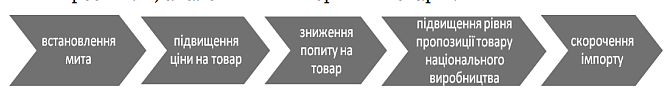 встановлення
мита
підвищення
ціни на товар
зниження
попиту на
товар
підвищення рівня
пропозиції товару
національного
виробництва
скорочення
імпорту